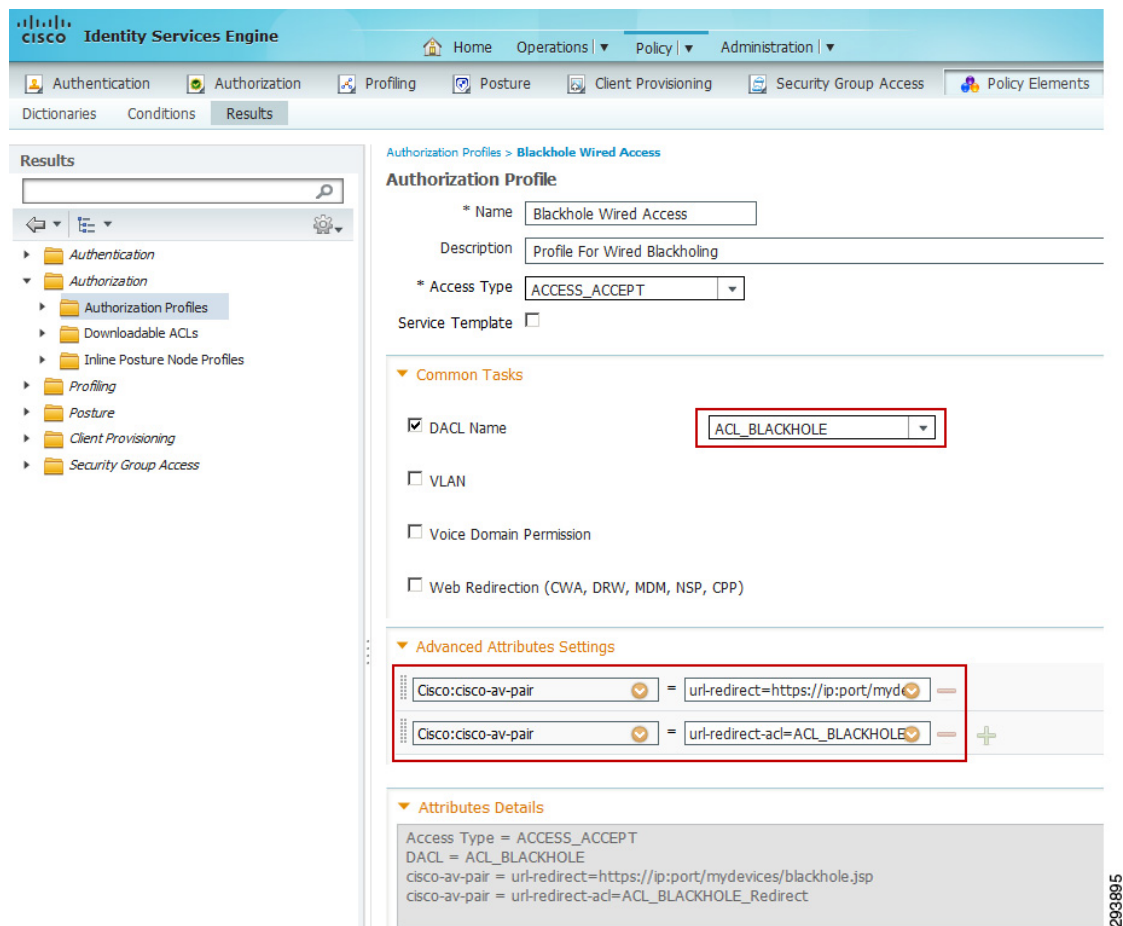 CISCO Identity Services Engine
Home Operations | ▼ Policy | ▼ Administration | ▼
Authentication Authorization Profiling Posture Client Provisioning Security Group Access Policy Elements
Dictionaries Conditions Results
Results
Authentication
Authorization
Authorization Profiles
Downloadable ACLs
Inline Posture Node Profiles
Profiling
Posture
Client Provisioning
Security Group Access
Authorization Profiles > Blackhole Wired Access
Authorization Profile
* Name Blackhole Wired Access
Description Profile For Wired Blackholing
* Access Type ACCESS_ACCEPT
Service Template
Common Tasks
DACL Name ACL_BLACKHOLE
VLAN
Voice Domain Permission
Web Redirection (CWA, DRW, MDM, NSP, CPP)
Advanced Attributes Settings
Cisco:cisco-av-pair = url-redirect=https://ip:port/myde
Cisco:cisco-av-pair = url-redirect-acl=ACL_BLACKHOLE
Attributes Details
Access Type = ACCESS_ACCEPT
DACL = ACL_BLACKHOLE
cisco-av-pair = url-redirect=https://ip:port/mydevices/blackhole.jsp
cisco-av-pair = url-redirect-acl=ACL_BLACKHOLE_Redirect
293895